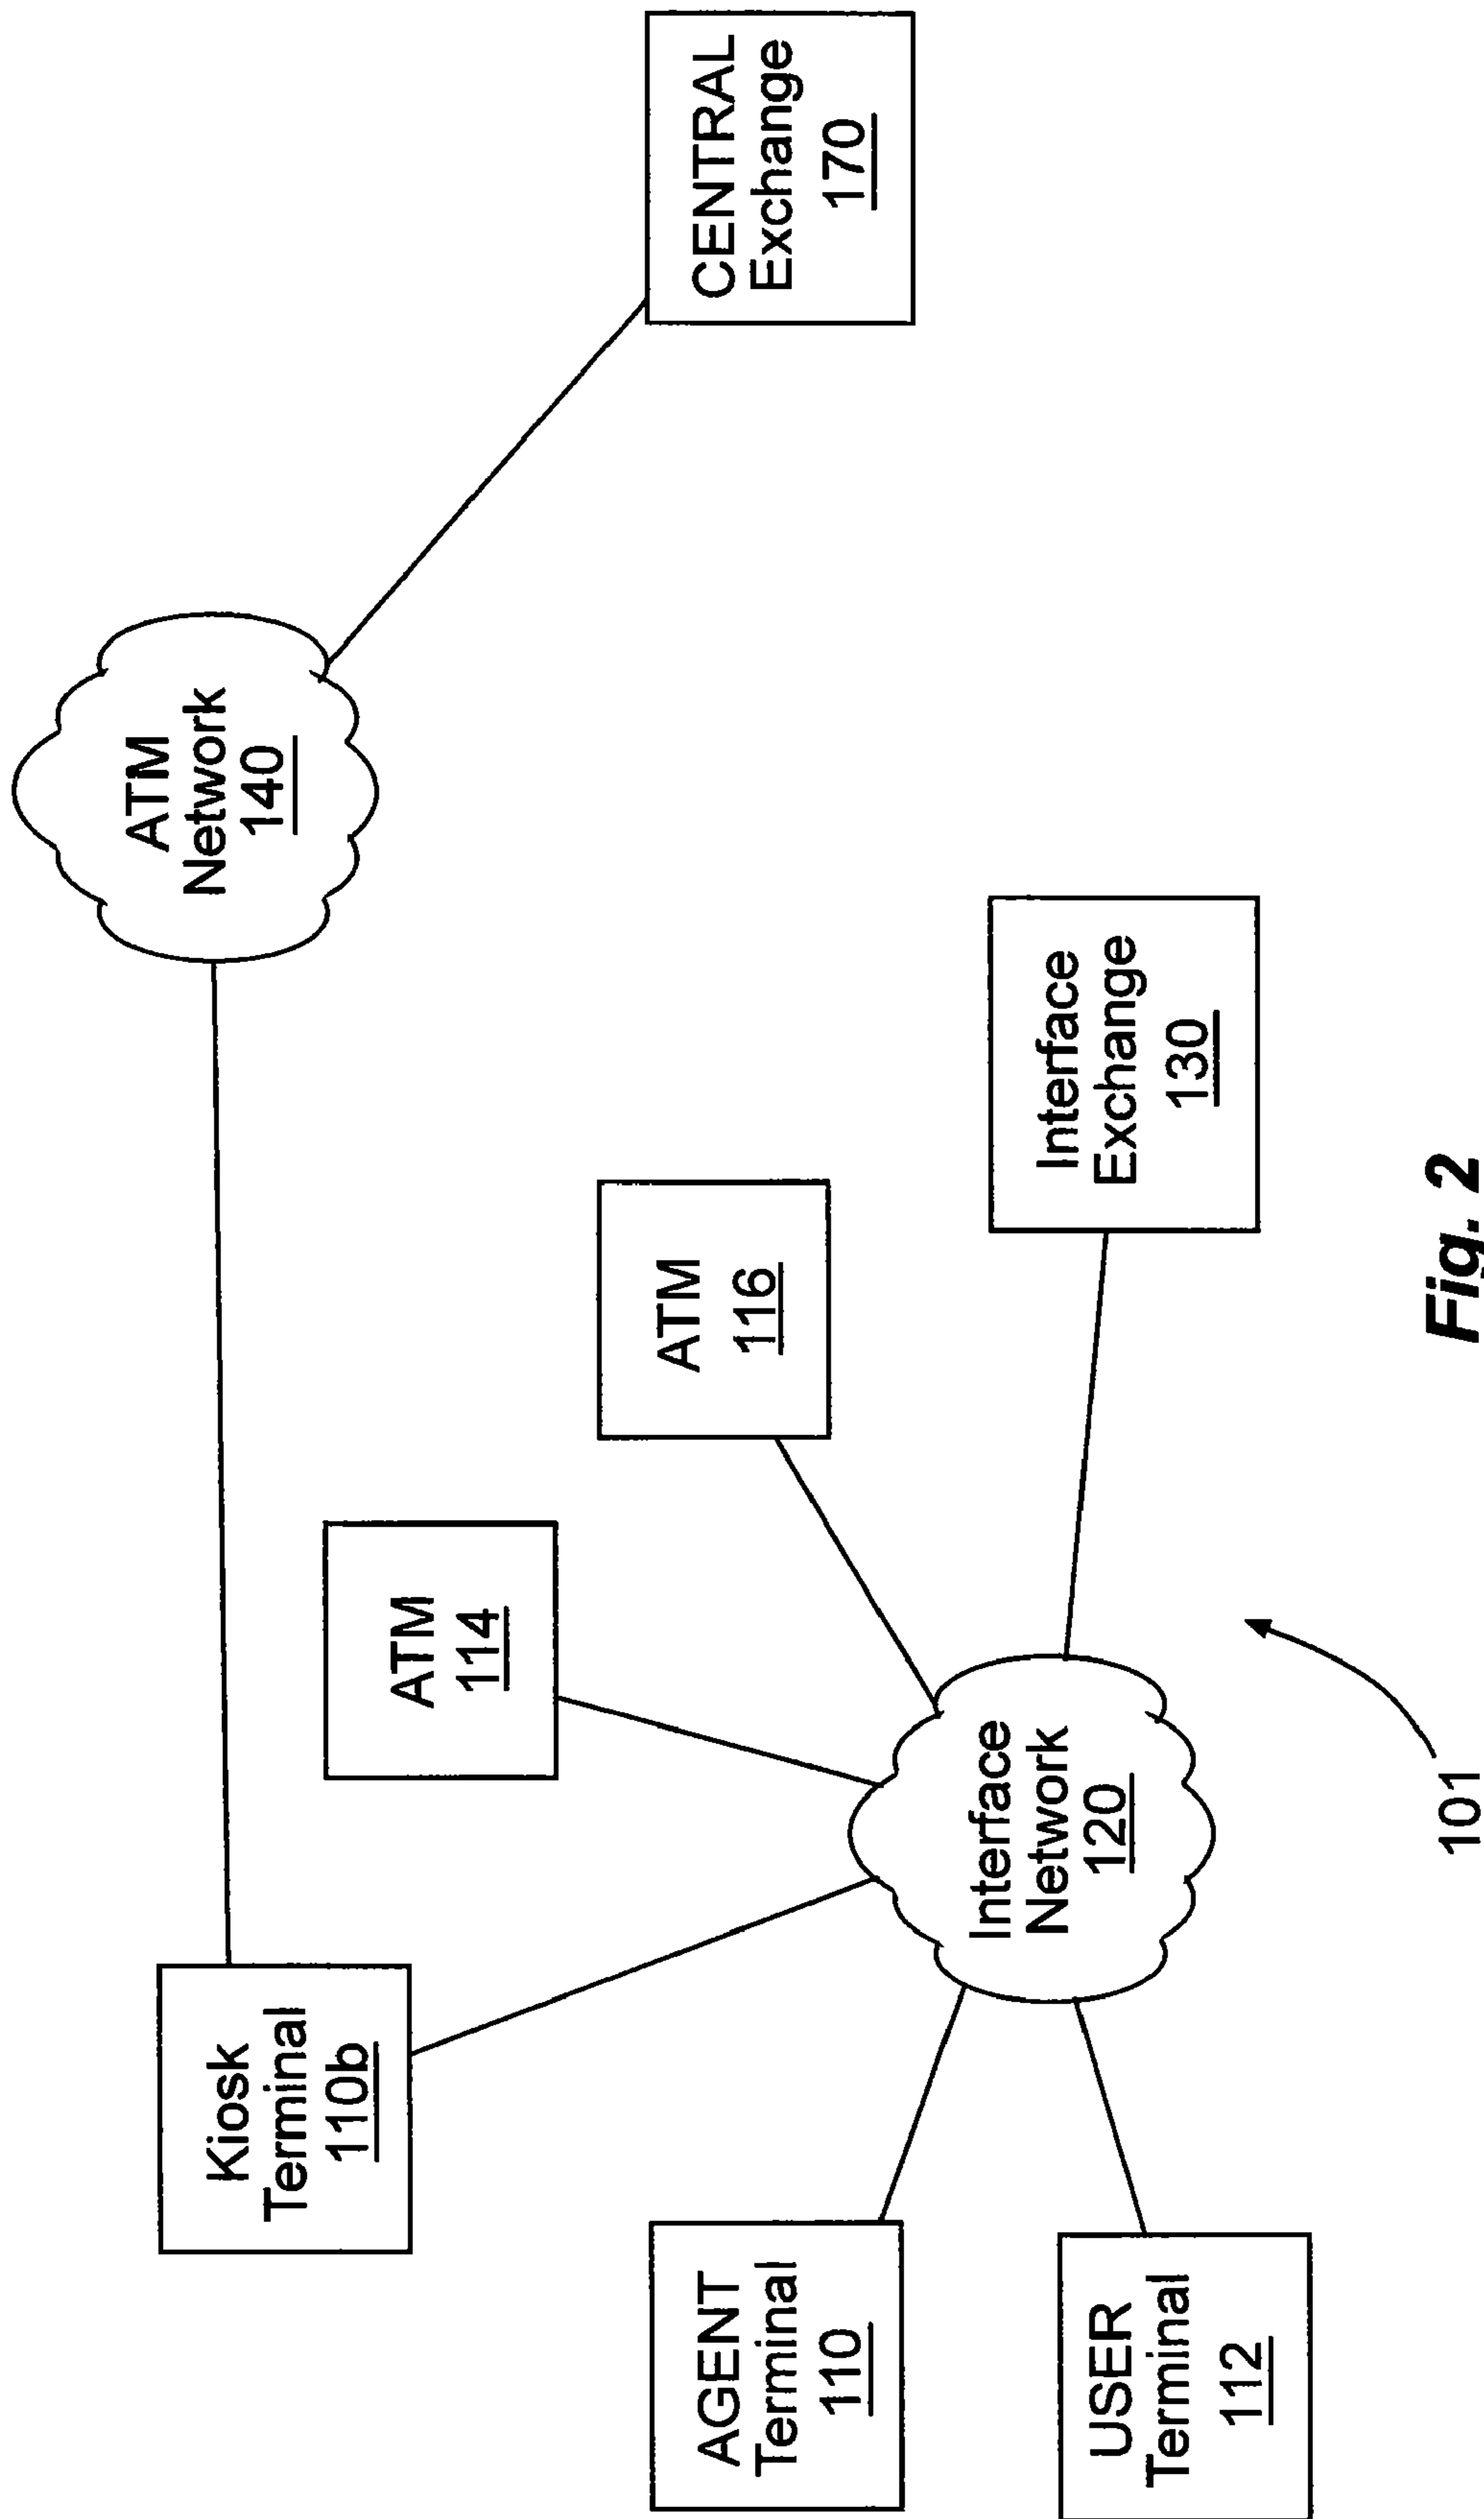 ATM
Network
140
CENTRAL
Exchange
170
Kiosk
Terminal
110b
ATM
114
ATM
116
AGENT
Terminal
110
Interface
Network
120
Interface
Exchange
130
USER
Terminal
112
101
Fig. 2